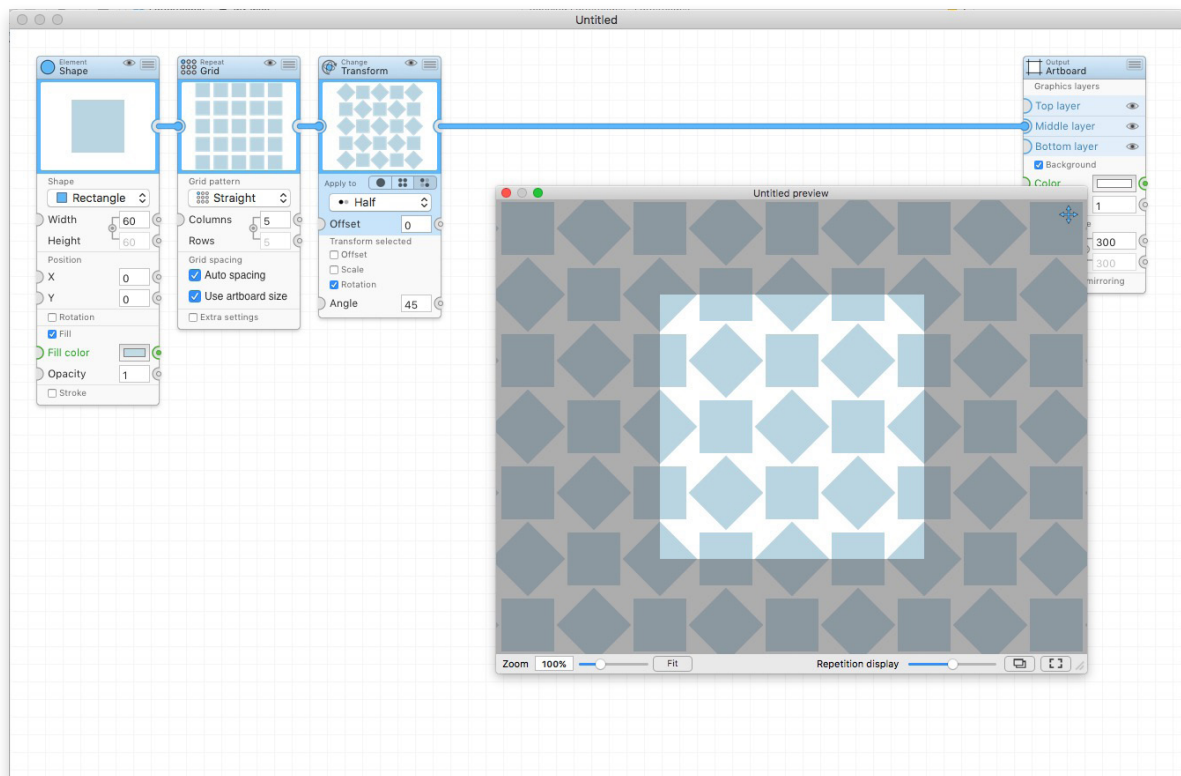 Untitled
Element
Shape
Shape
Rectangle
Width 60
Height 60
Position
X 0
Y 0
Rotation
Fill
Fill color
Opacity 1
Stroke
Repeat
Grid
Grid pattern
Straight
Columns 5
Rows 5
Grid spacing
Auto spacing
Use artboard size
Extra settings
Change
Transform
Apply to
Half
Offset 0
Transform selected
Offset
Scale
Rotation
Angle 45
Output
Artboard
Graphics layers
Top layer
Middle layer
Bottom layer
Background
Color
1
300
300
mirroring
Untitled preview
Zoom 100% Fit Repetition display